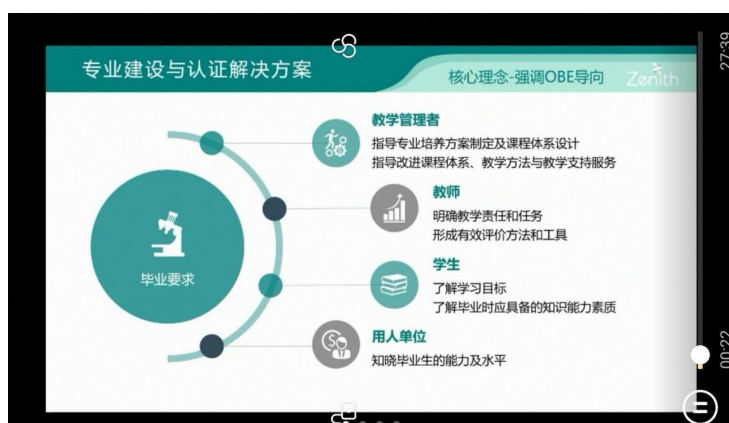 专业建设与认证解决方案
核心理念-强调OBE导向
Zenith
教学管理者
指导专业培养方案制定及课程体系设计
指导改进课程体系、教学方法与教学支持服务
教师
明确教学责任和任务
形成有效评价方法和工具
毕业要求
学生
了解学习目标
了解毕业时应具备的知识能力素质
用人单位
知晓毕业生的能力及水平
27:39
00:22